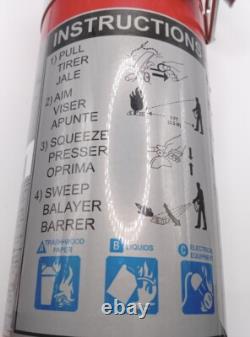 INSTRUCTIONS
1) PULL
TIRER
JALE
2) AIM
VISER
APUNTE
3) SQUEEZE
PRESSER
OPRIMA
4) SWEEP
BALAYER
BARRER
A TRASH-WOOD
PAPER
B LIQUIDS
C ELECTRICAL
EQUIPMENT
ebay